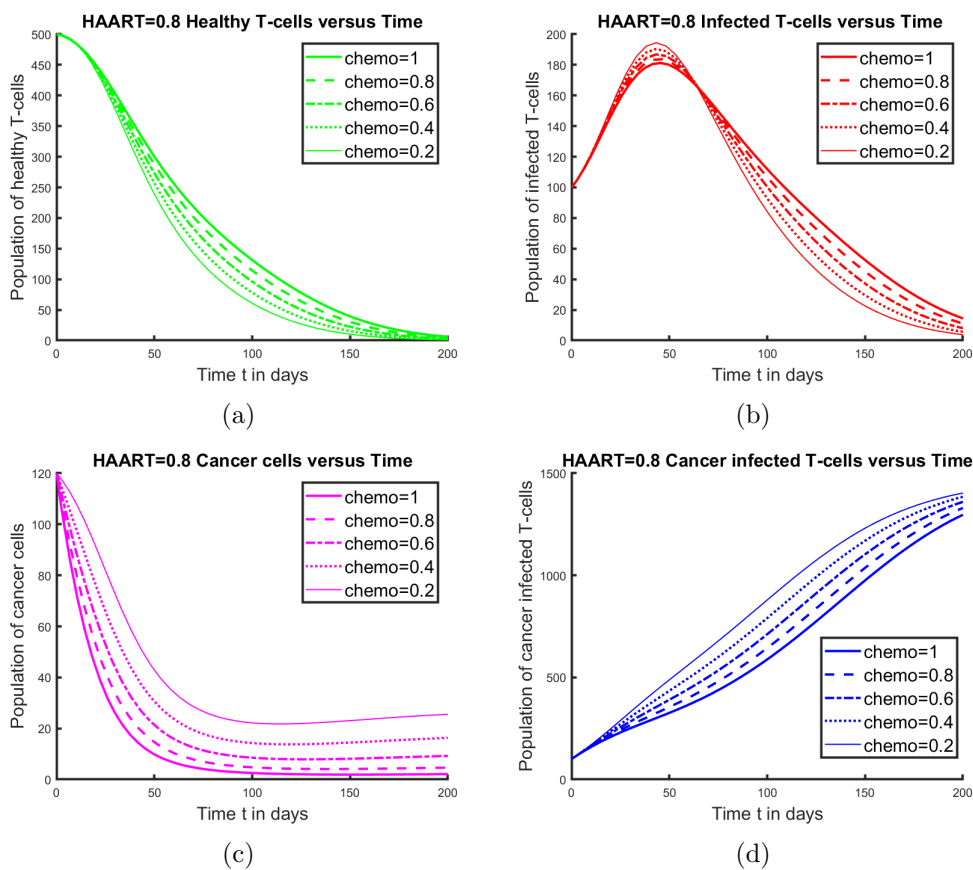 HAART=0.8 Healthy T-cells versus Time
Population of healthy T-cells
500
450
400
350
300
250
200
150
100
50
0
0 50 100 150 200
Time t in days
chemo=1
chemo=0.8
chemo=0.6
chemo=0.4
chemo=0.2
(a)
HAART=0.8 Infected T-cells versus Time
Population of infected T-cells
200
180
160
140
120
100
80
60
40
20
0
0 50 100 150 200
Time t in days
chemo=1
chemo=0.8
chemo=0.6
chemo=0.4
chemo=0.2
(b)
HAART=0.8 Cancer cells versus Time
Population of cancer cells
120
100
80
60
40
20
0
0 50 100 150 200
Time t in days
chemo=1
chemo=0.8
chemo=0.6
chemo=0.4
chemo=0.2
(c)
HAART=0.8 Cancer infected T-cells versus Time
Population of cancer infected T-cells
1500
1000
500
0
0 50 100 150 200
Time t in days
chemo=1
chemo=0.8
chemo=0.6
chemo=0.4
chemo=0.2
(d)